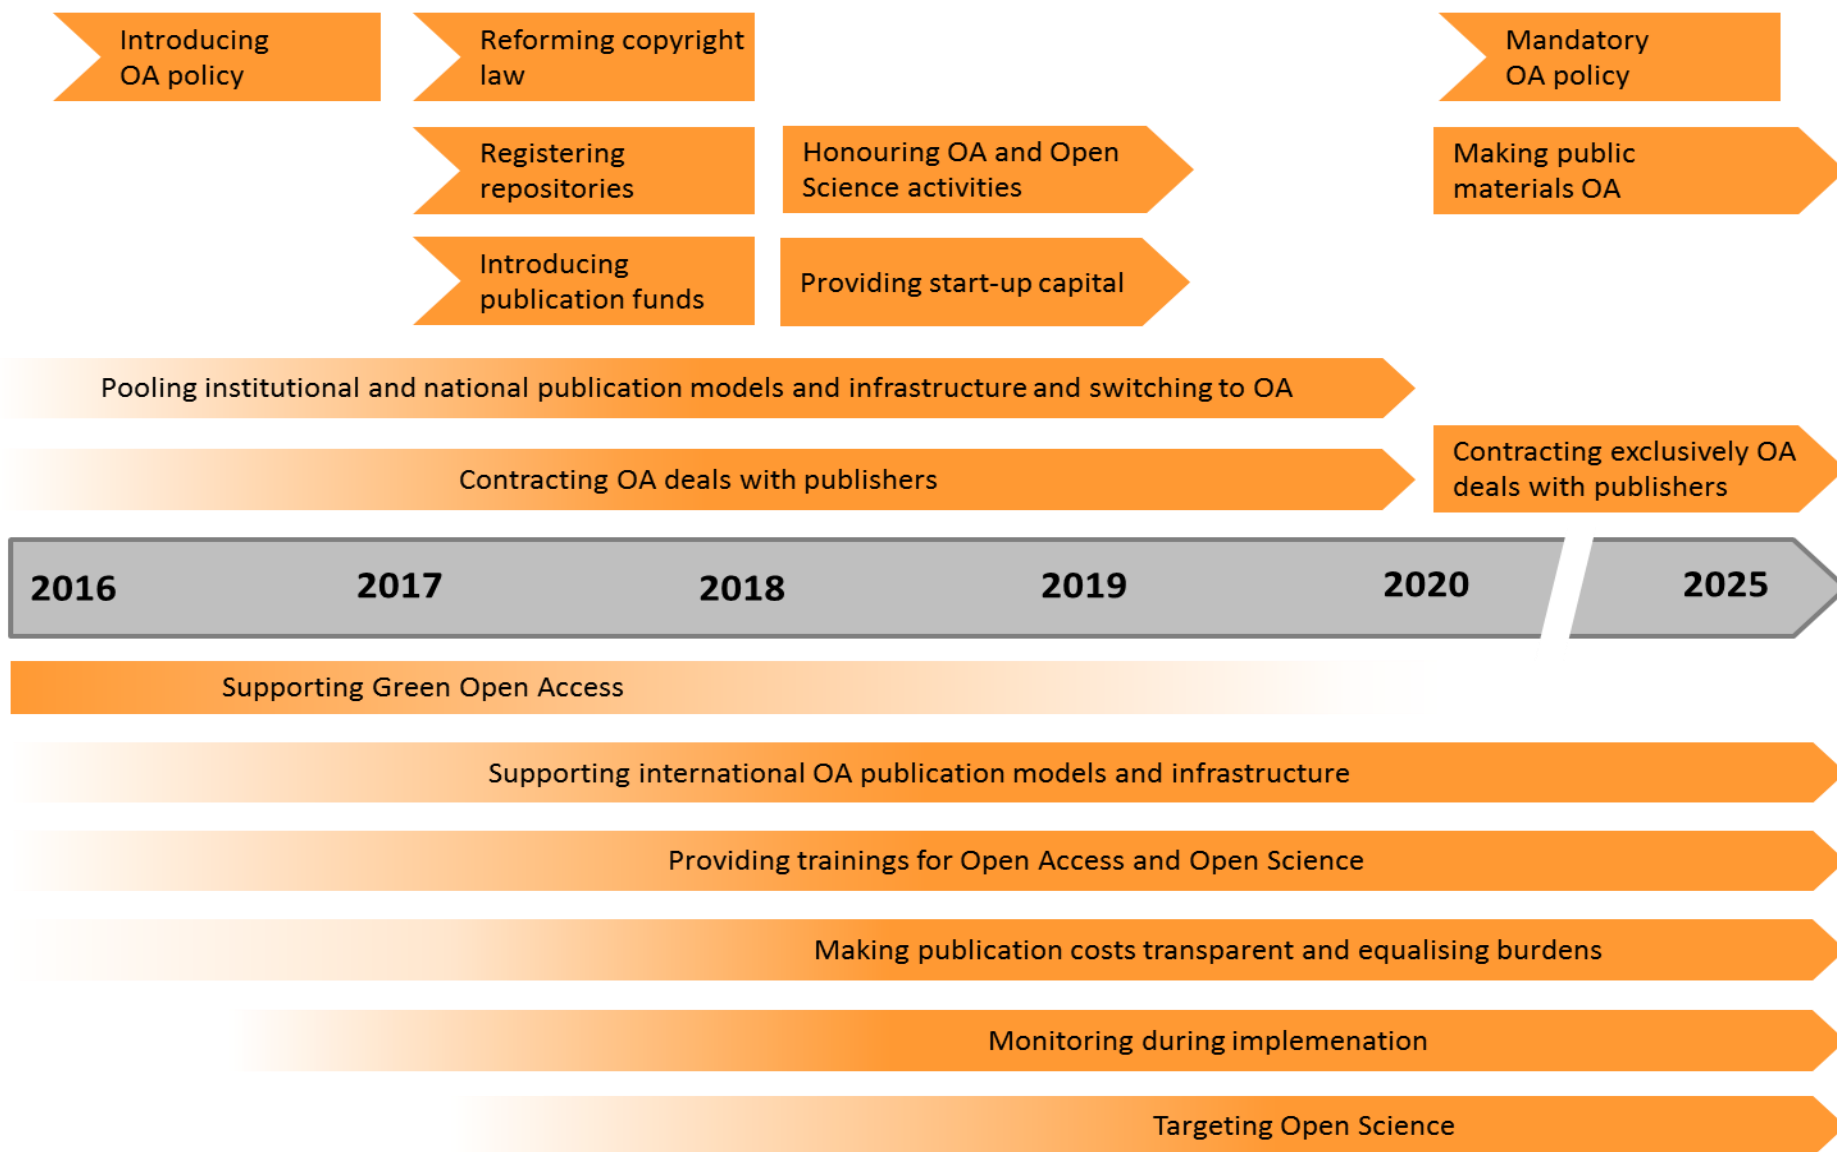 Introducing
OA policy
Reforming copyright
law
Mandatory
OA policy
Registering
repositories
Honouring OA and Open
Science activities
Making public
materials OA
Introducing
publication funds
Providing start-up capital
Pooling institutional and national publication models and infrastructure and switching to OA
Contracting OA deals with publishers
Contracting exclusively OA
deals with publishers
2016
2017
2018
2019
2020
2025
Supporting Green Open Access
Supporting international OA publication models and infrastructure
Providing trainings for Open Access and Open Science
Making publication costs transparent and equalising burdens
Monitoring during implemenation
Targeting Open Science